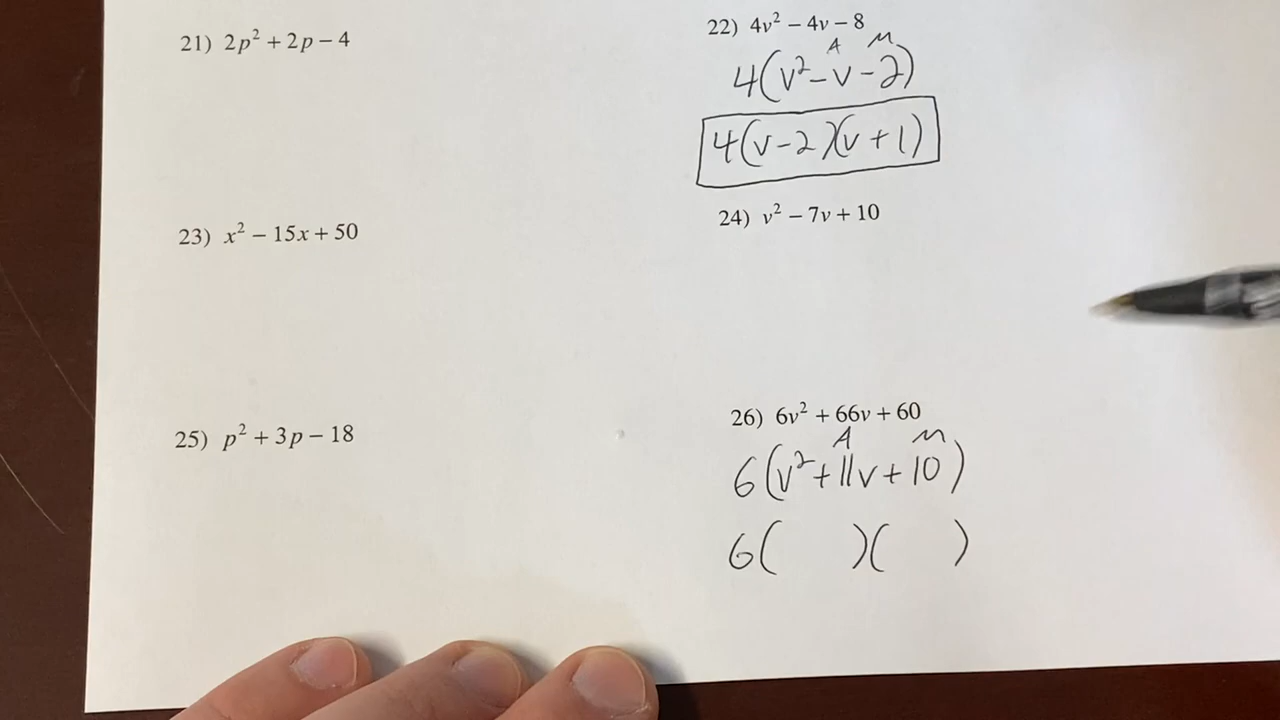 21) 2p² + 2p − 4
22) 4v² − 4v − 8
A M
4(v² − v − 2)
4(v − 2)(v + 1)
23) x² − 15x + 50
24) v² − 7v + 10
25) p² + 3p − 18
26) 6v² + 66v + 60
A M
6(v² + 11v + 10)
6( )( )